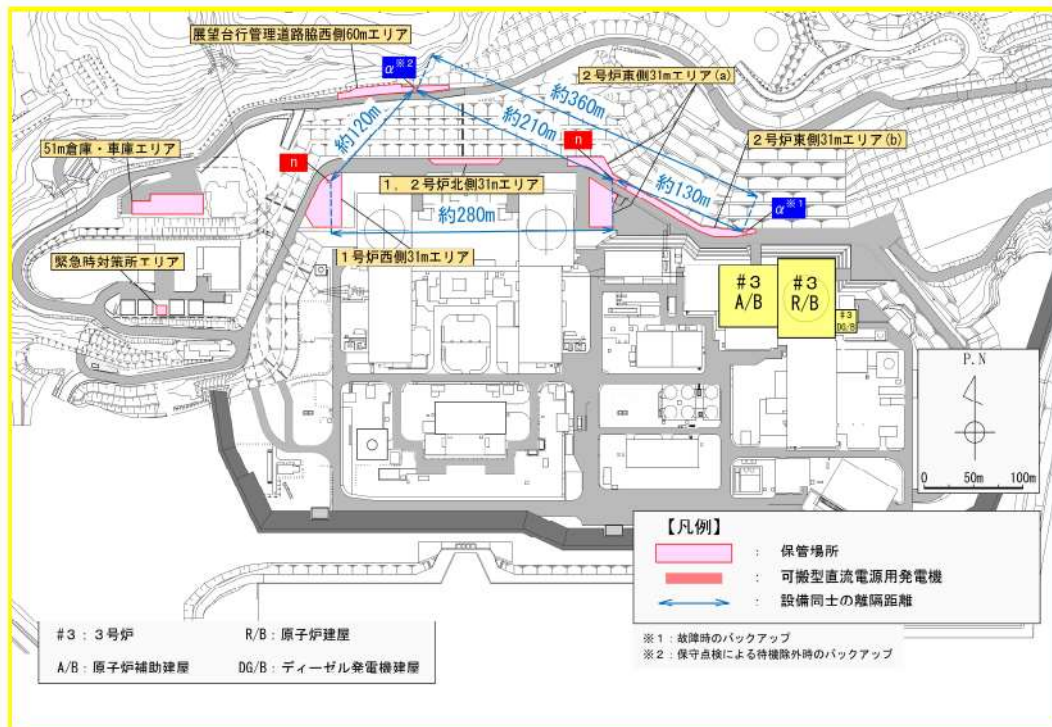 展望台行管理道路脇西側60mエリア
α※2
2号炉東側31mエリア(a)
約360m
約210m
約120m
51m倉庫・車庫エリア
n
n
2号炉東側31mエリア(b)
1,2号炉北側31mエリア
約130m
約280m
α※1
1号炉西側31mエリア
緊急時対策所エリア
#3
A/B
#3
R/B
#3
DG/B
P.N
0 50m 100m
【凡例】
: 保管場所
: 可搬型直流電源用発電機
: 設備同士の離隔距離
#3:3号炉 R/B:原子炉建屋
A/B:原子炉補助建屋 DG/B:ディーゼル発電機建屋
※1:故障時のバックアップ
※2:保守点検による待機除外時のバックアップ